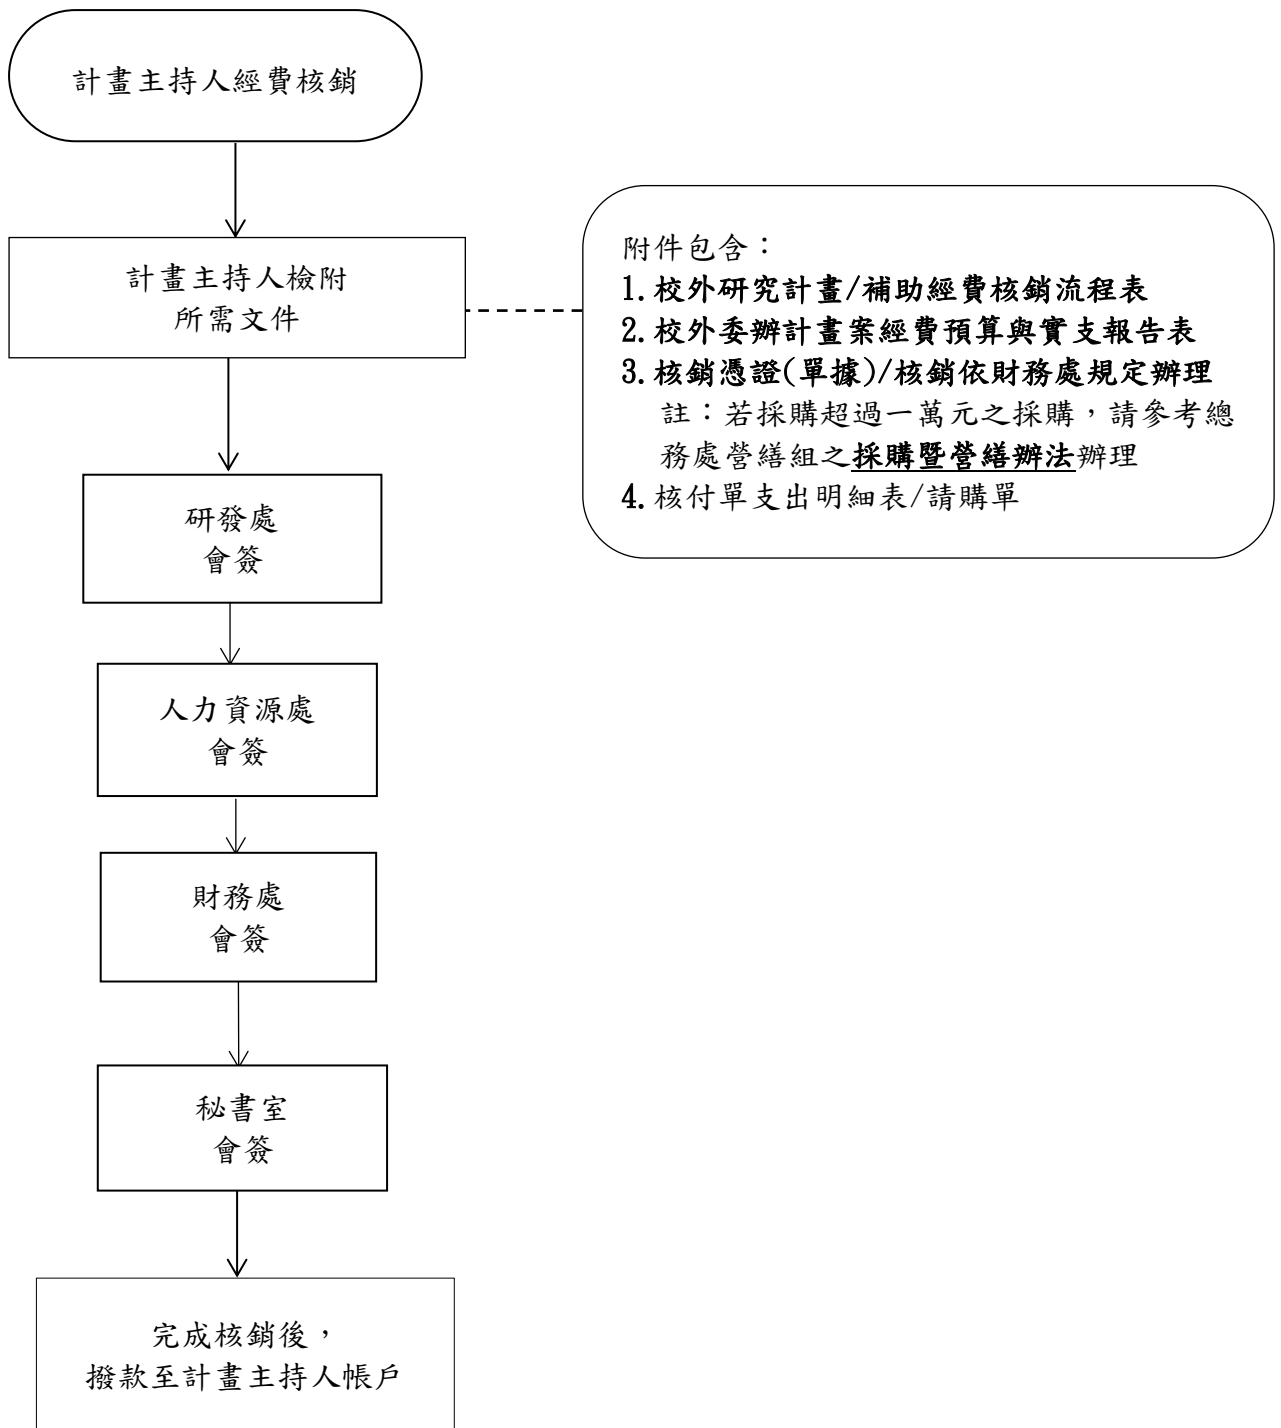 計畫主持人經費核銷
計畫主持人檢附
所需文件
附件包含：
1.校外研究計畫/補助經費核銷流程表
2.校外委辦計畫案經費預算與實支報告表
3.核銷憑證(單據)/核銷依財務處規定辦理
註：若採購超過一萬元之採購，請參考總
務處營繕組之採購暨營繕辦法辦理
4.核付單支出明細表/請購單
研發處
會簽
人力資源處
會簽
財務處
會簽
秘書室
會簽
完成核銷後，
撥款至計畫主持人帳戶